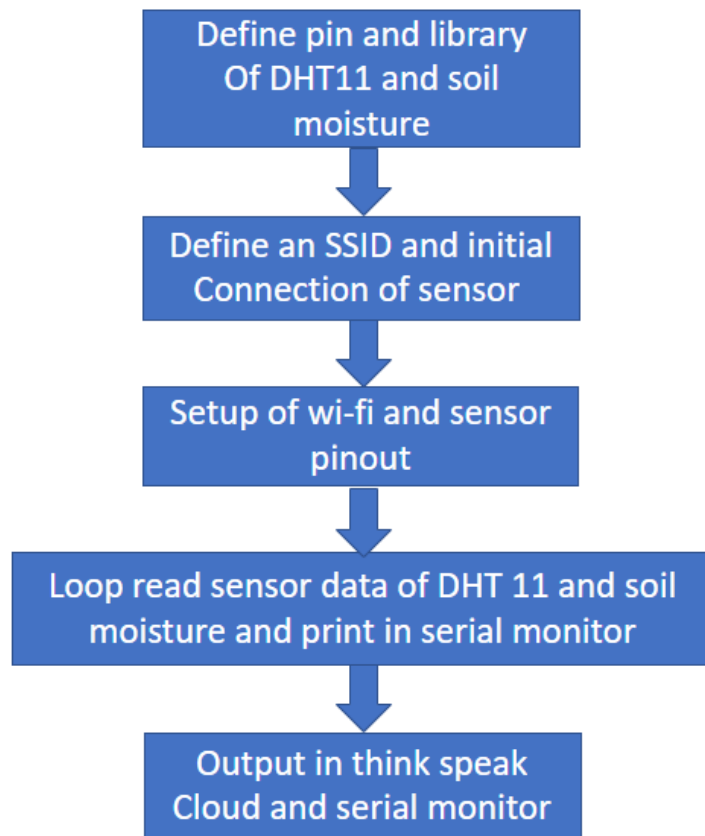 Define pin and library
Of DHT11 and soil
moisture
Define an SSID and initial
Connection of sensor
Setup of wi-fi and sensor
pinout
Loop read sensor data of DHT 11 and soil
moisture and print in serial monitor
Output in think speak
Cloud and serial monitor